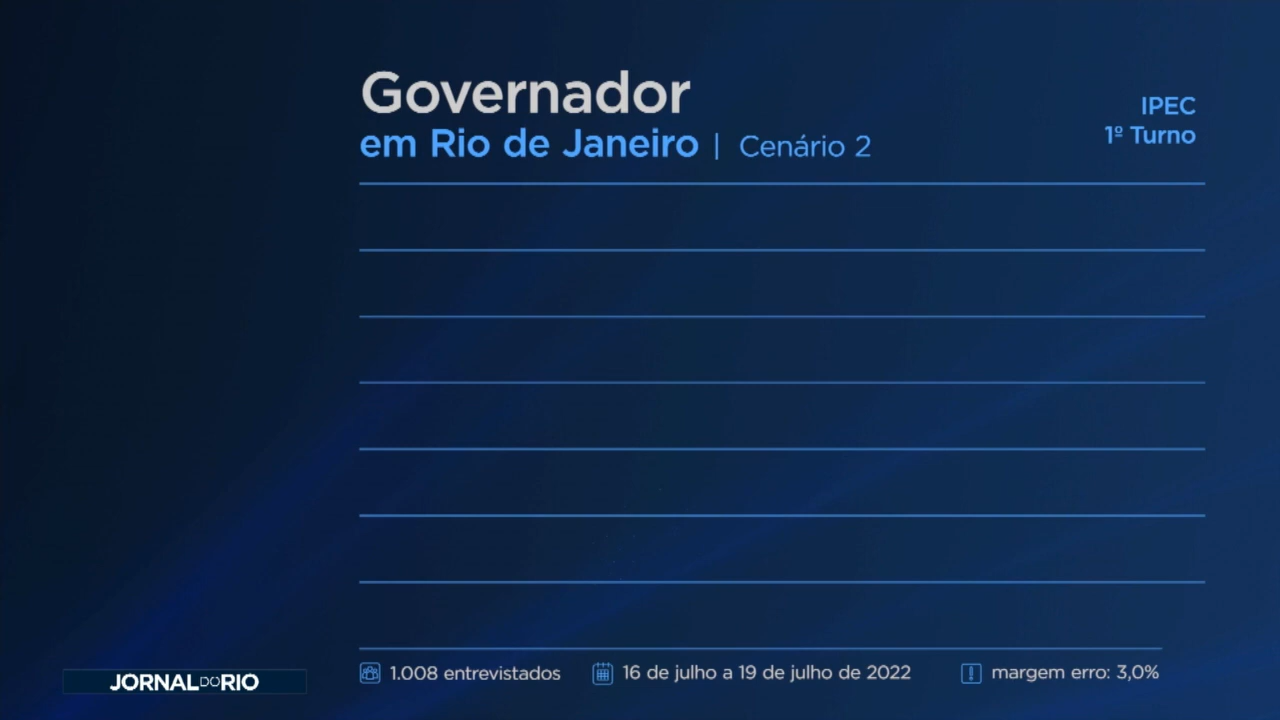 Governador
em Rio de Janeiro | Cenário 2
IPEC
1º Turno
1.008 entrevistados
16 de julho a 19 de julho de 2022
margem erro: 3,0%
JORNAL DO RIO